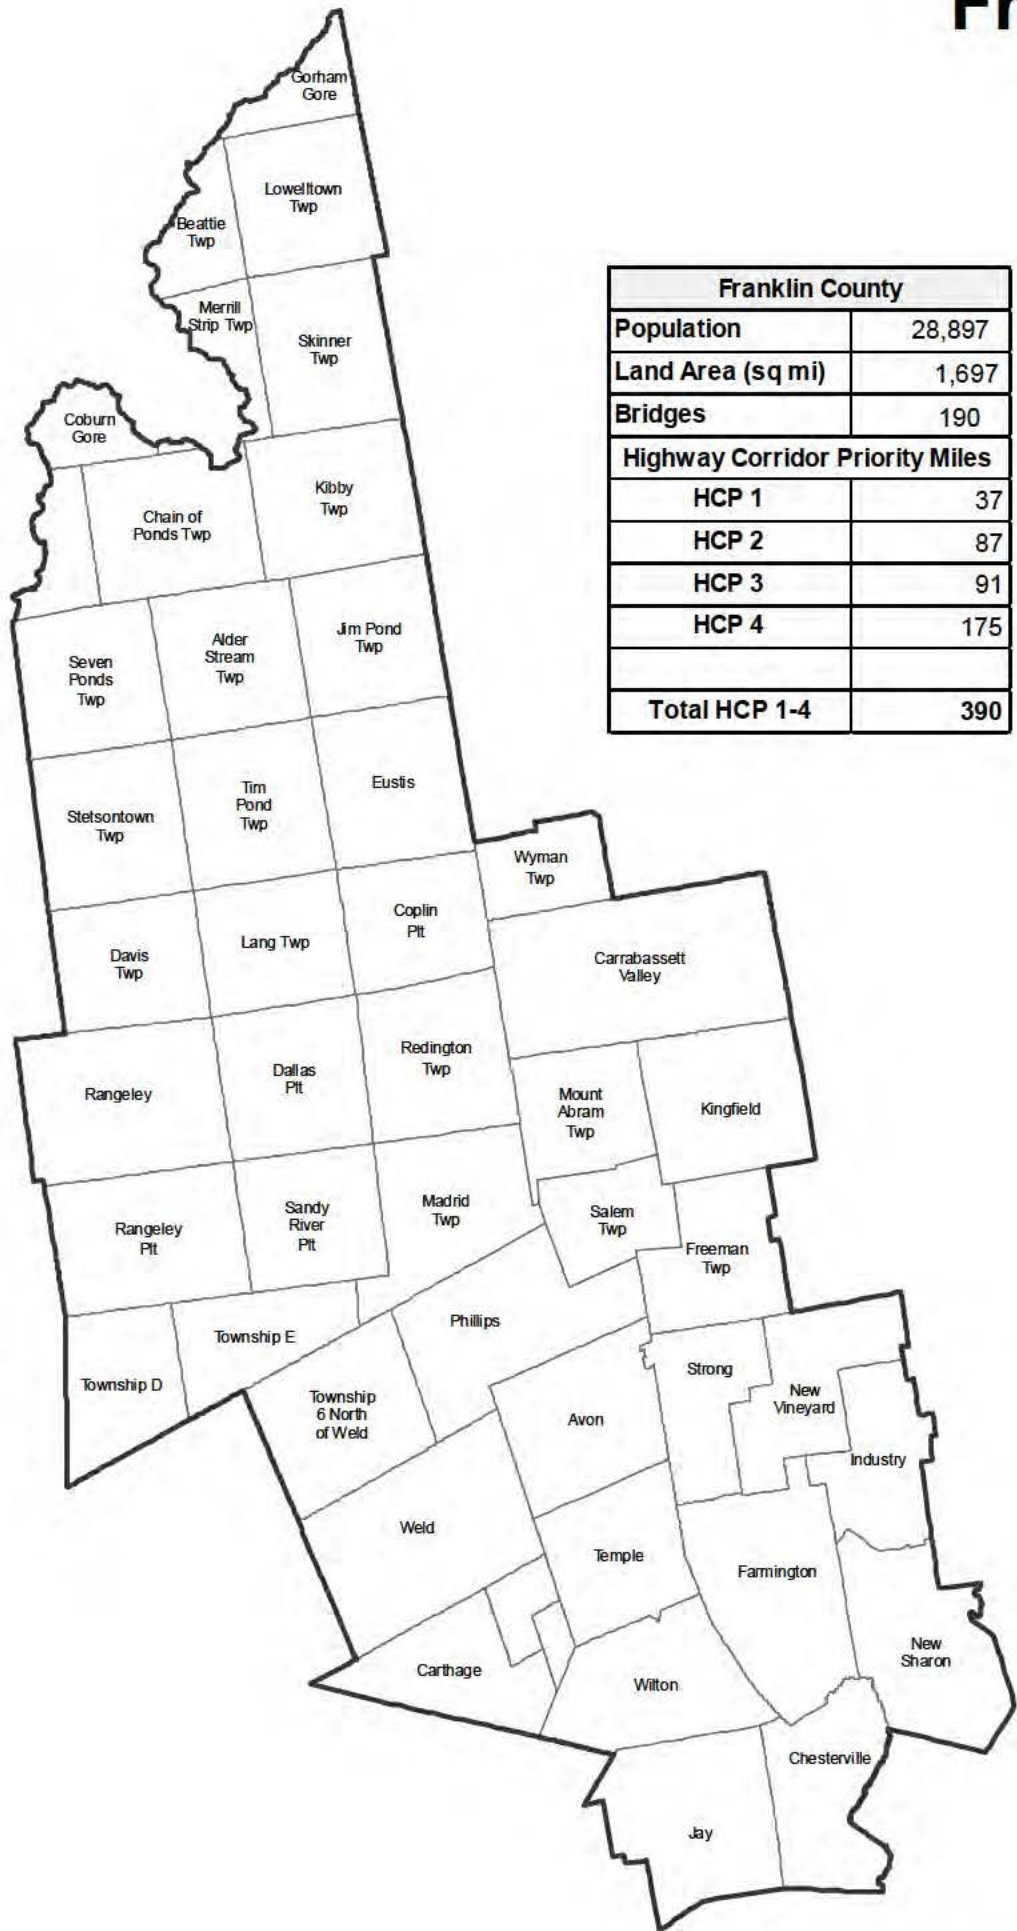 Fr
Gorham
Gore
Lowelltown
Twp
Beattie
Twp
Merrill
Strip Twp
Skinner
Twp
Coburn
Gore
Kibby
Twp
Chain of
Ponds Twp
Jim Pond
Twp
Alder
Stream
Twp
Seven
Ponds
Twp
Franklin County
Population 28,897
Land Area (sq mi) 1,697
Bridges 190
Highway Corridor Priority Miles
HCP 1 37
HCP 2 87
HCP 3 91
HCP 4 175
Total HCP 1-4 390
Eustis
Tim
Pond
Twp
Stetsontown
Twp
Wyman
Twp
Coplin
Plt
Lang Twp
Davis
Twp
Carrabassett
Valley
Redington
Twp
Dallas
Plt
Rangeley
Mount
Abram
Twp
Kingfield
Madrid
Twp
Sandy
River
Plt
Rangeley
Plt
Salem
Twp
Freeman
Twp
Phillips
Township E
Township D
Strong
New
Vineyard
Township
6 North
of Weld
Avon
Industry
Weld
Temple
Farmington
New
Sharon
Carthage
Wilton
Chesterville
Jay